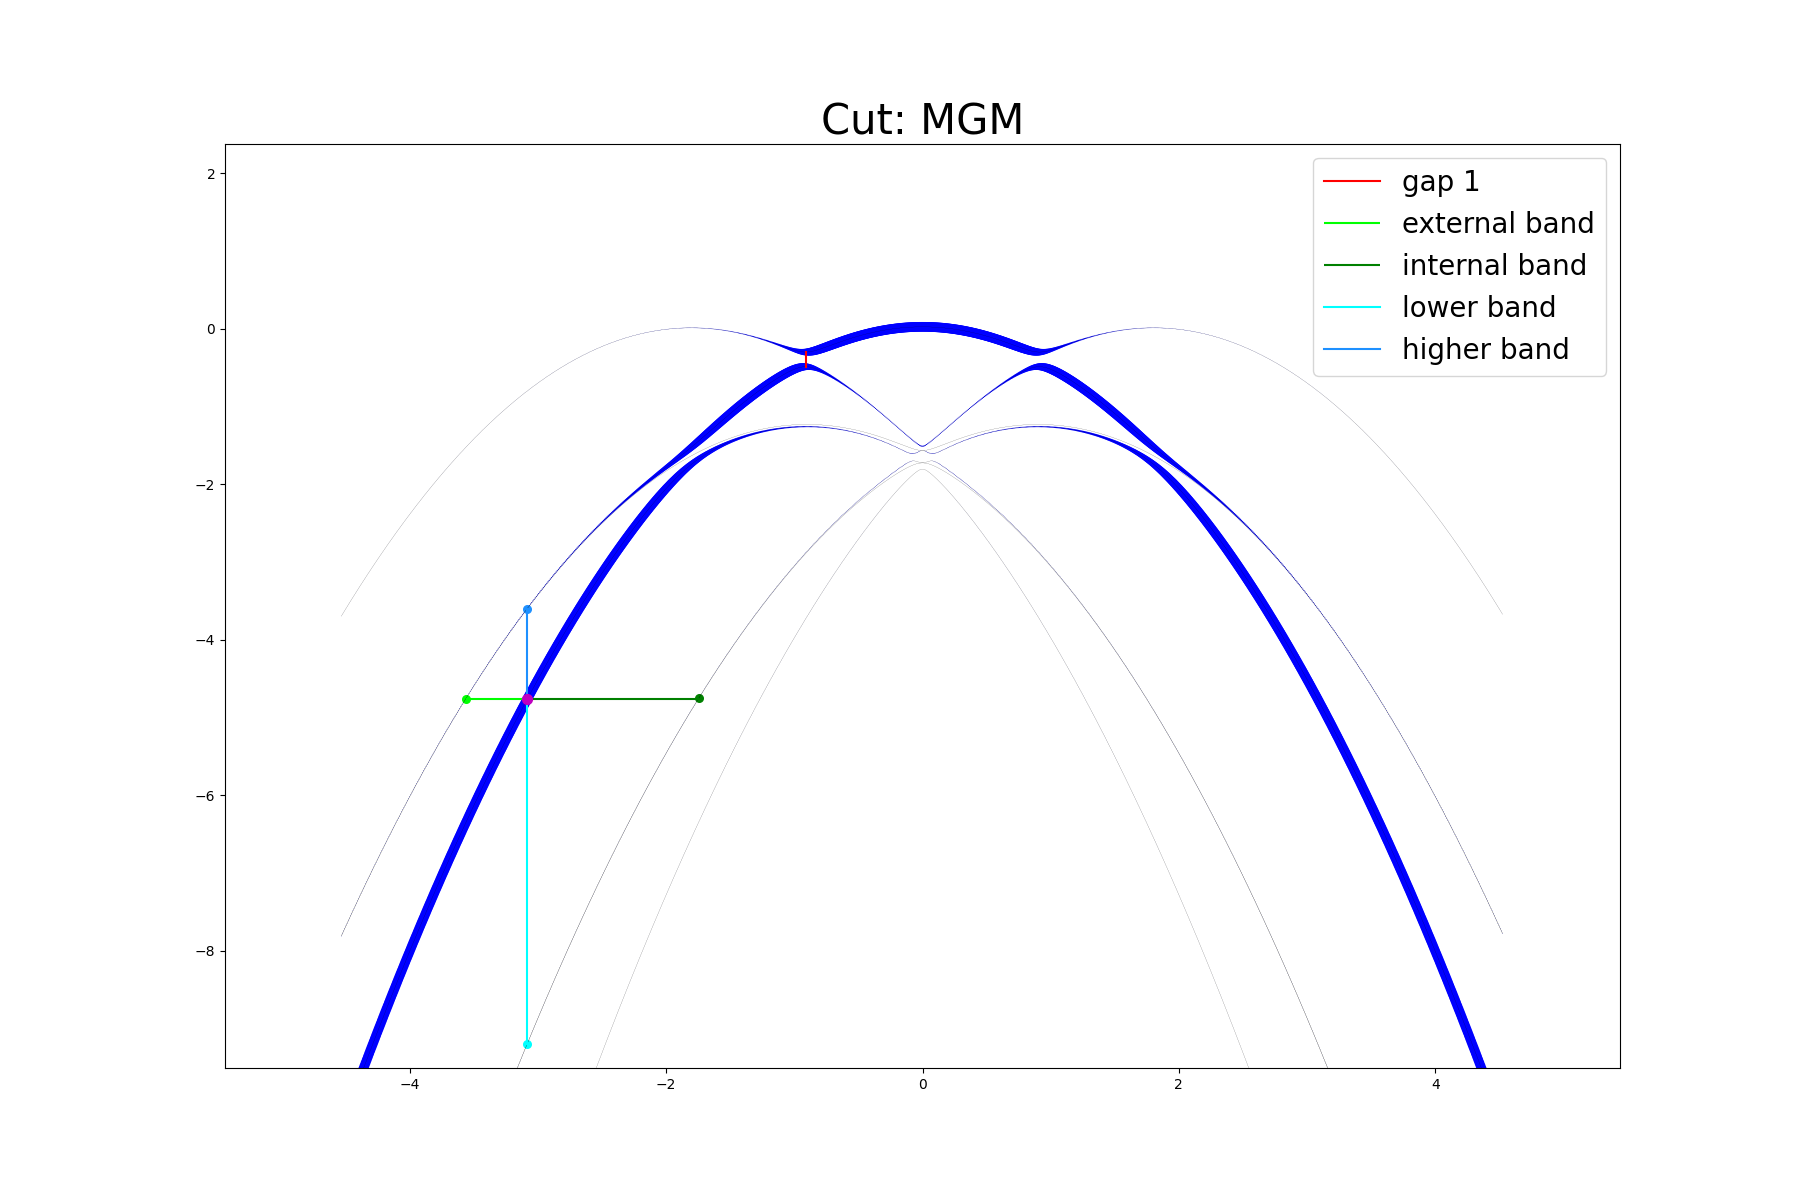 Cut: MGM
gap 1
external band
internal band
lower band
higher band
2
0
−2
−4
−6
−8
−4
−2
0
2
4